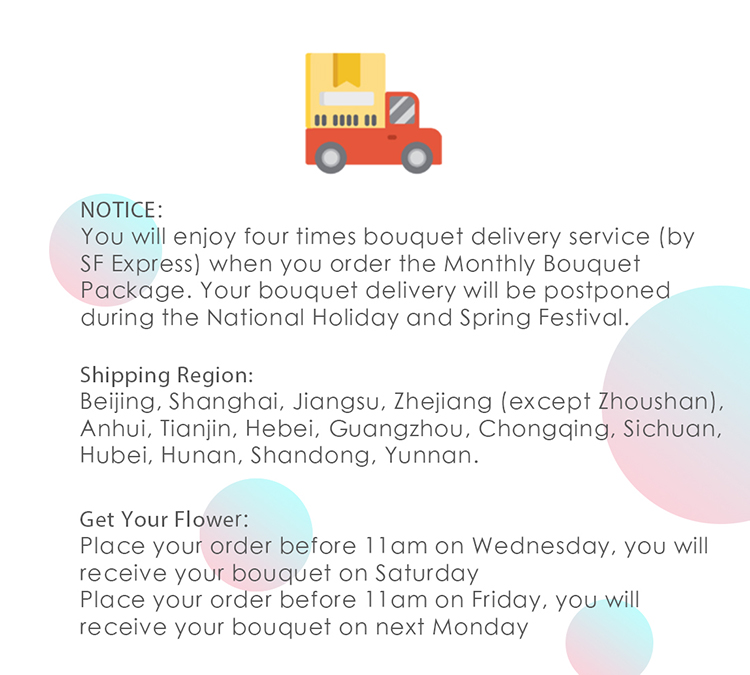 NOTICE:
You will enjoy four times bouquet delivery service (by
SF Express) when you order the Monthly Bouquet
Package. Your bouquet delivery will be postponed
during the National Holiday and Spring Festival.
Shipping Region:
Beijing, Shanghai, Jiangsu, Zhejiang (except Zhoushan),
Anhui, Tianjin, Hebei, Guangzhou, Chongqing, Sichuan,
Hubei, Hunan, Shandong, Yunnan.
Get Your Flower:
Place your order before 11am on Wednesday, you will
receive your bouquet on Saturday
Place your order before 11am on Friday, you will
receive your bouquet on next Monday